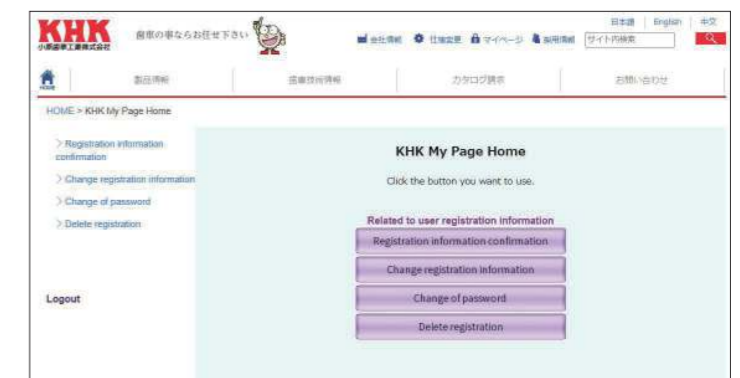 日本語 | English | 中文
KHK
小原歯車工業株式会社
歯車の事ならお任せ下さい
会社情報 仕様変更 マイページ 採用情報 サイト内検索
HOME
製品情報 歯車技術情報 カタログ請求 お問い合わせ
HOME > KHK My Page Home
> Registration information
confirmation
> Change registration information
> Change of password
> Delete registration
Logout
KHK My Page Home
Click the button you want to use.
Related to user registration information
Registration information confirmation
Change registration information
Change of password
Delete registration